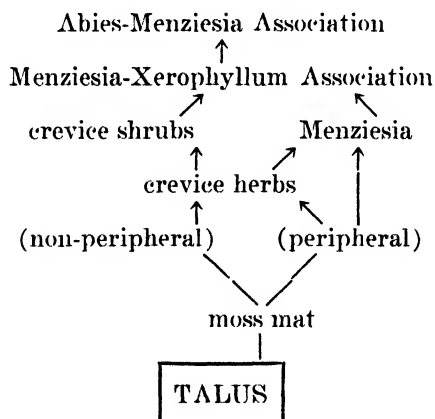 Abies-Menziesia Association
Menziesia-Xerophyllum Association
crevice shrubs Menziesia
crevice herbs
(non-peripheral) (peripheral)
moss mat
TALUS